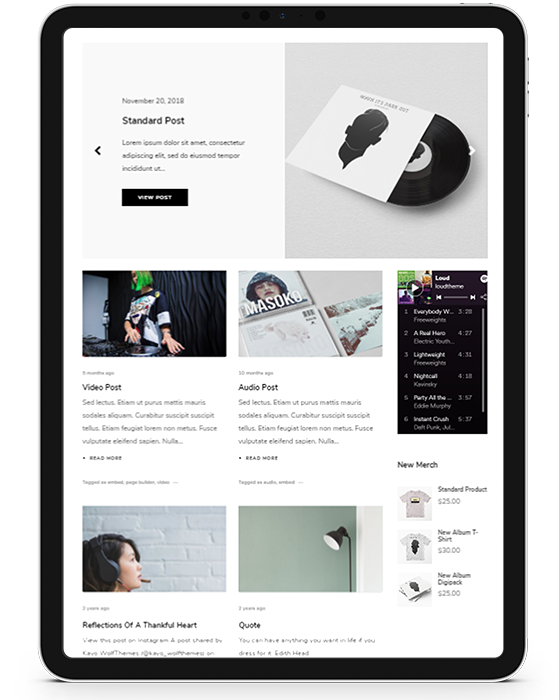 November 20, 2018
Standard Post
Lorem ipsum dolor sit amet, consectetur
adipiscing elit, sed do eiusmod tempor
incididunt ut...
VIEW POST
WHEN IT'S DARK OUT
MASOKO
5 months ago
Video Post
Sed lectus. Etiam ut purus mattis mauris
sodales aliquam. Curabitur suscipit suscipit
tellus. Etiam feugiat lorem non mi. Fusce
vulputate eleifend sapien. Nulla...
READ MORE
Tagged as embed, page builder, video
10 months ago
Audio Post
Sed lectus. Etiam ut purus mattis mauris
sodales aliquam. Curabitur suscipit suscipit
tellus. Etiam feugiat lorem non mi. Fusce
vulputate eleifend sapien. Nulla...
READ MORE
Tagged as audio, embed
Loud
loudtheme
1 Everybody W... 3:28
Freeweights
2 A Real Hero 4:27
Electric Youth...
3 Lightweight 4:31
Freeweights
4 Nightcall 4:18
Kavinsky
5 Party All the ... 3:57
Eddie Murphy
6 Instant Crush 5:37
Daft Punk, Jul...
New Merch
Standard Product
$25.00
New Album T-
Shirt
$30.00
New Album
Digipack
$25.00
2 years ago
Reflections Of A Thankful Heart
View this post on Instagram A post shared by
Kayo WolfThemes (@kayo_wolfthemes) on
2 years ago
Quote
You can have anything you want in life if you
dress for it. Edith Head